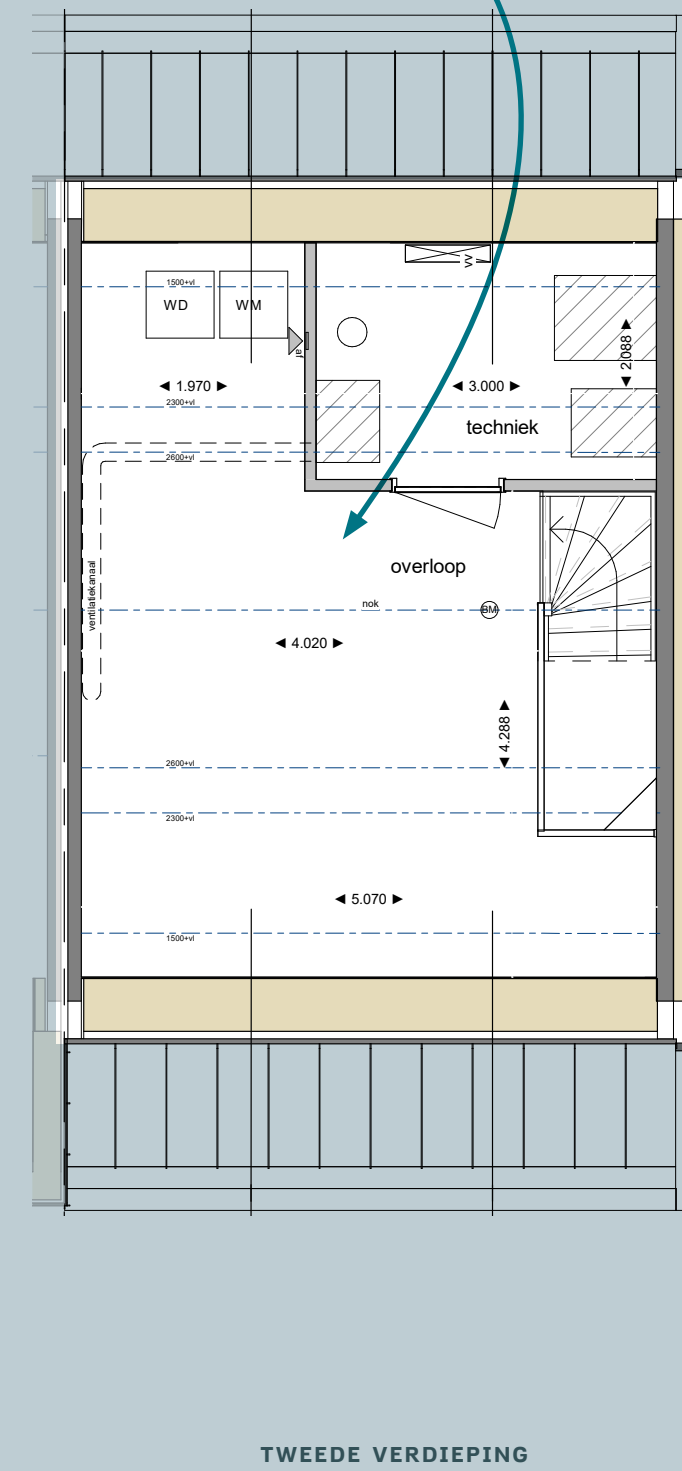 VV
1500+vl
WD
WM
af
2.088
1.970
3.000
2300+vl
techniek
2600+vl
overloop
ventilatiekanaal
nok
BM
4.020
4.288
2600+vl
2300+vl
5.070
1500+vl
TWEEDE VERDIEPING